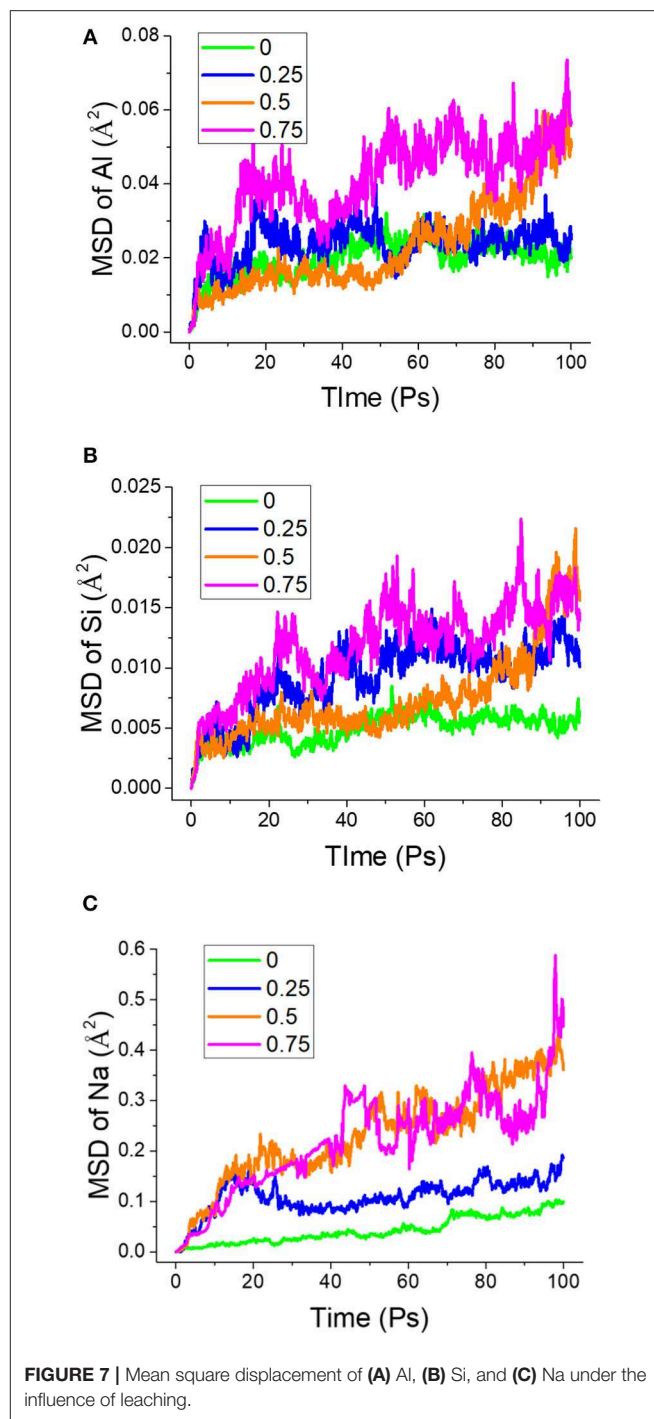 A
0.08
0.06
0.04
0.02
0.00
MSD of Al (Å²)
0
0.25
0.5
0.75
0 20 40 60 80 100
TIme (Ps)
B
0.025
0.020
0.015
0.010
0.005
0.000
MSD of Si (Å²)
0
0.25
0.5
0.75
0 20 40 60 80 100
TIme (Ps)
C
0.6
0.5
0.4
0.3
0.2
0.1
0.0
MSD of Na (Å²)
0
0.25
0.5
0.75
0 20 40 60 80 100
Time (Ps)
FIGURE 7 | Mean square displacement of (A) Al, (B) Si, and (C) Na under the
influence of leaching.